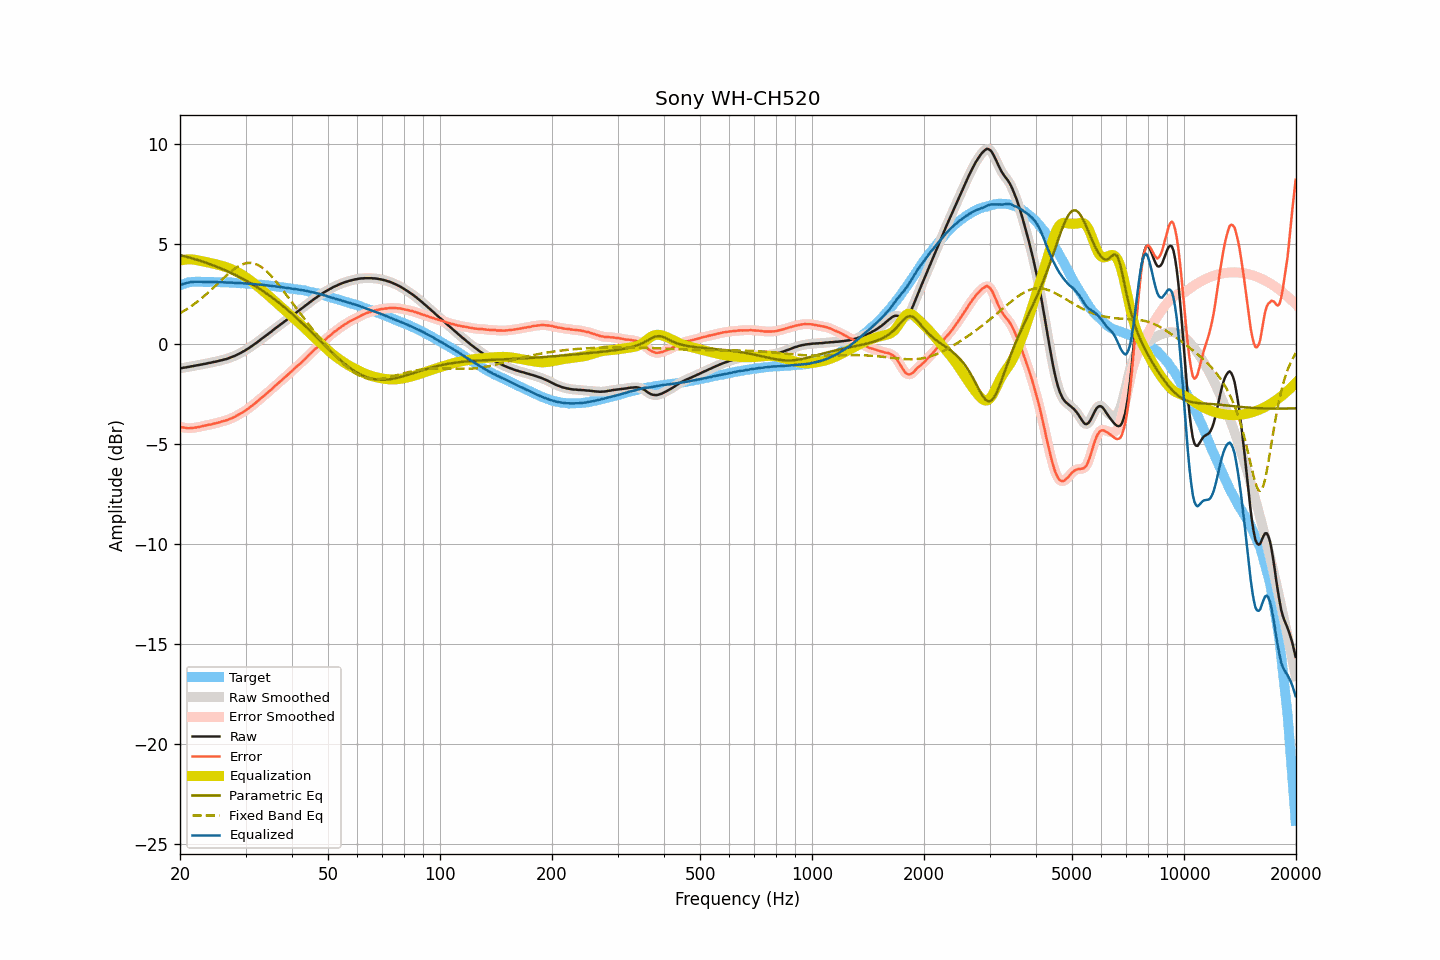 Sony WH-CH520
Amplitude (dBr)
10
5
0
−5
−10
−15
−20
−25
Target
Raw Smoothed
Error Smoothed
Raw
Error
Equalization
Parametric Eq
Fixed Band Eq
Equalized
20 50 100 200 500 1000 2000 5000 10000 20000
Frequency (Hz)